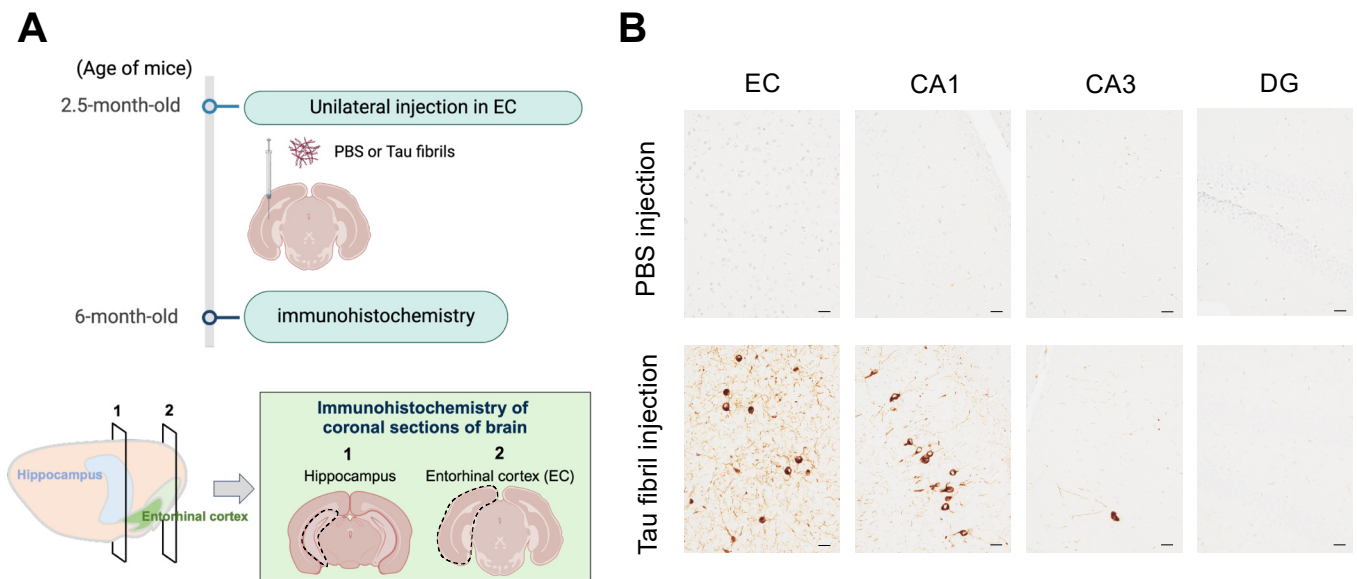 A
(Age of mice)
2.5-month-old
Unilateral injection in EC
PBS or Tau fibrils
6-month-old
immunohistochemistry
1
2
Hippocampus
Entorhinal cortex
Immunohistochemistry of
coronal sections of brain
1
2
Hippocampus
Entorhinal cortex (EC)
B
EC
CA1
CA3
DG
PBS injection
Tau fibril injection